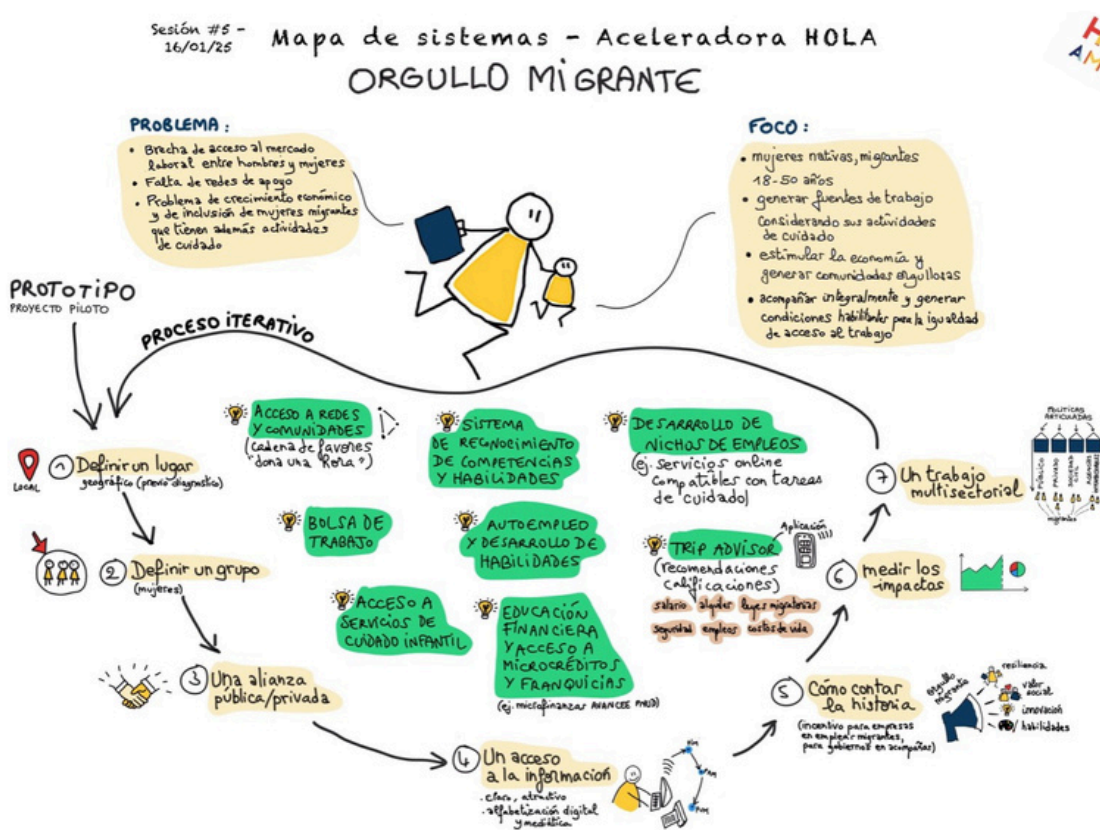 Sesión #5 -
16/01/25
Mapa de sistemas - Aceleradora HOLA
ORGULLO MIGRANTE
PROBLEMA:
• Brecha de acceso al mercado
laboral entre hombres y mujeres
• Falta de redes de apoyo
• Problema de crecimiento económico
y de inclusión de mujeres migrantes
que tienen además actividades
de cuidado
FOCO:
• mujeres nativas, migrantes
18-50 años
• generar fuentes de trabajo
considerando sus actividades
de cuidado
• estimular la economía y
generar comunidades orgullosas
• acompañar integralmente y generar
condiciones habilitantes para la igualdad
de acceso al trabajo
PROTOTIPO
PROYECTO PILOTO
PROCESO ITERATIVO
LOCAL
1 Definir un lugar
geográfico (previo diagnostico)
2 Definir un grupo
(mujeres)
3 Una alianza
pública/privada
4 Un acceso
a la información
. claro, atractivo
. alfabetización digital
y mediática
5 Cómo contar
la historia
(incentivo para empresas
en emplear migrantes,
para gobiernos en acompañar)
orgullo
migrante
resiliencia
valor
social
innovación
habilidades
6 medir los
impactos
7 Un trabajo
multisectorial
POLITICAS
ARTICULADAS
PÚBLICO
PRIVADO
SOCIEDAD
CIVIL
AGENCIAS
migrantes
ACCESO A REDES
Y COMUNIDADES
(cadena de favores
"dona una hora")
SISTEMA
DE RECONOCIMIENTO
DE COMPETENCIAS
Y HABILIDADES
DESARROLLO DE
NICHOS DE EMPLEOS
(ej. servicios online
compatibles con tareas
de cuidado)
BOLSA DE
TRABAJO
AUTOEMPLEO
Y DESARROLLO DE
HABILIDADES
Aplicación
TRIP ADVISOR
(recomendaciones
calificaciones)
salario alquiler leyes migratorias
seguridad empleos costos de vida
ACCESO A
SERVICIOS DE
CUIDADO INFANTIL
EDUCACIÓN
FINANCIERA
Y ACCESO A
MICROCRÉDITOS
Y FRANQUICIAS
(ej. microfinanzas AVANCEE PNUD)